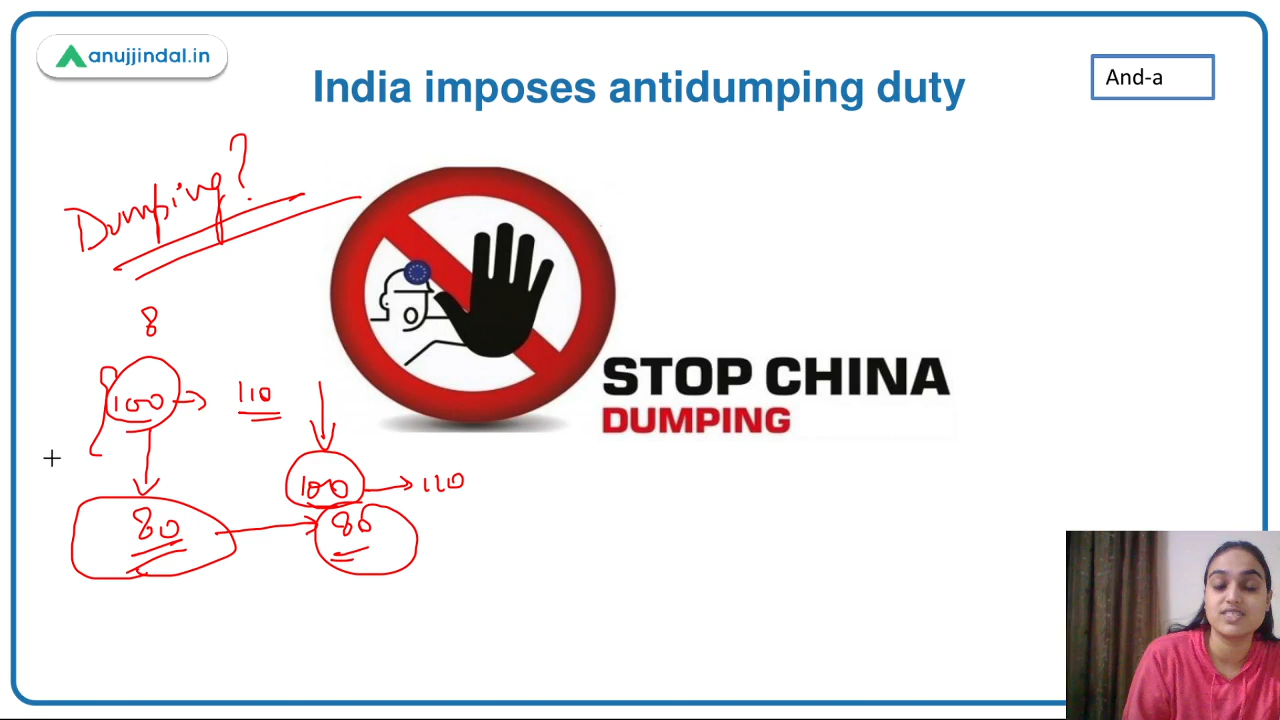 anujjindal.in
India imposes antidumping duty
And-a
Dumping?
8
100
110
100
110
80
80
STOP CHINA
DUMPING